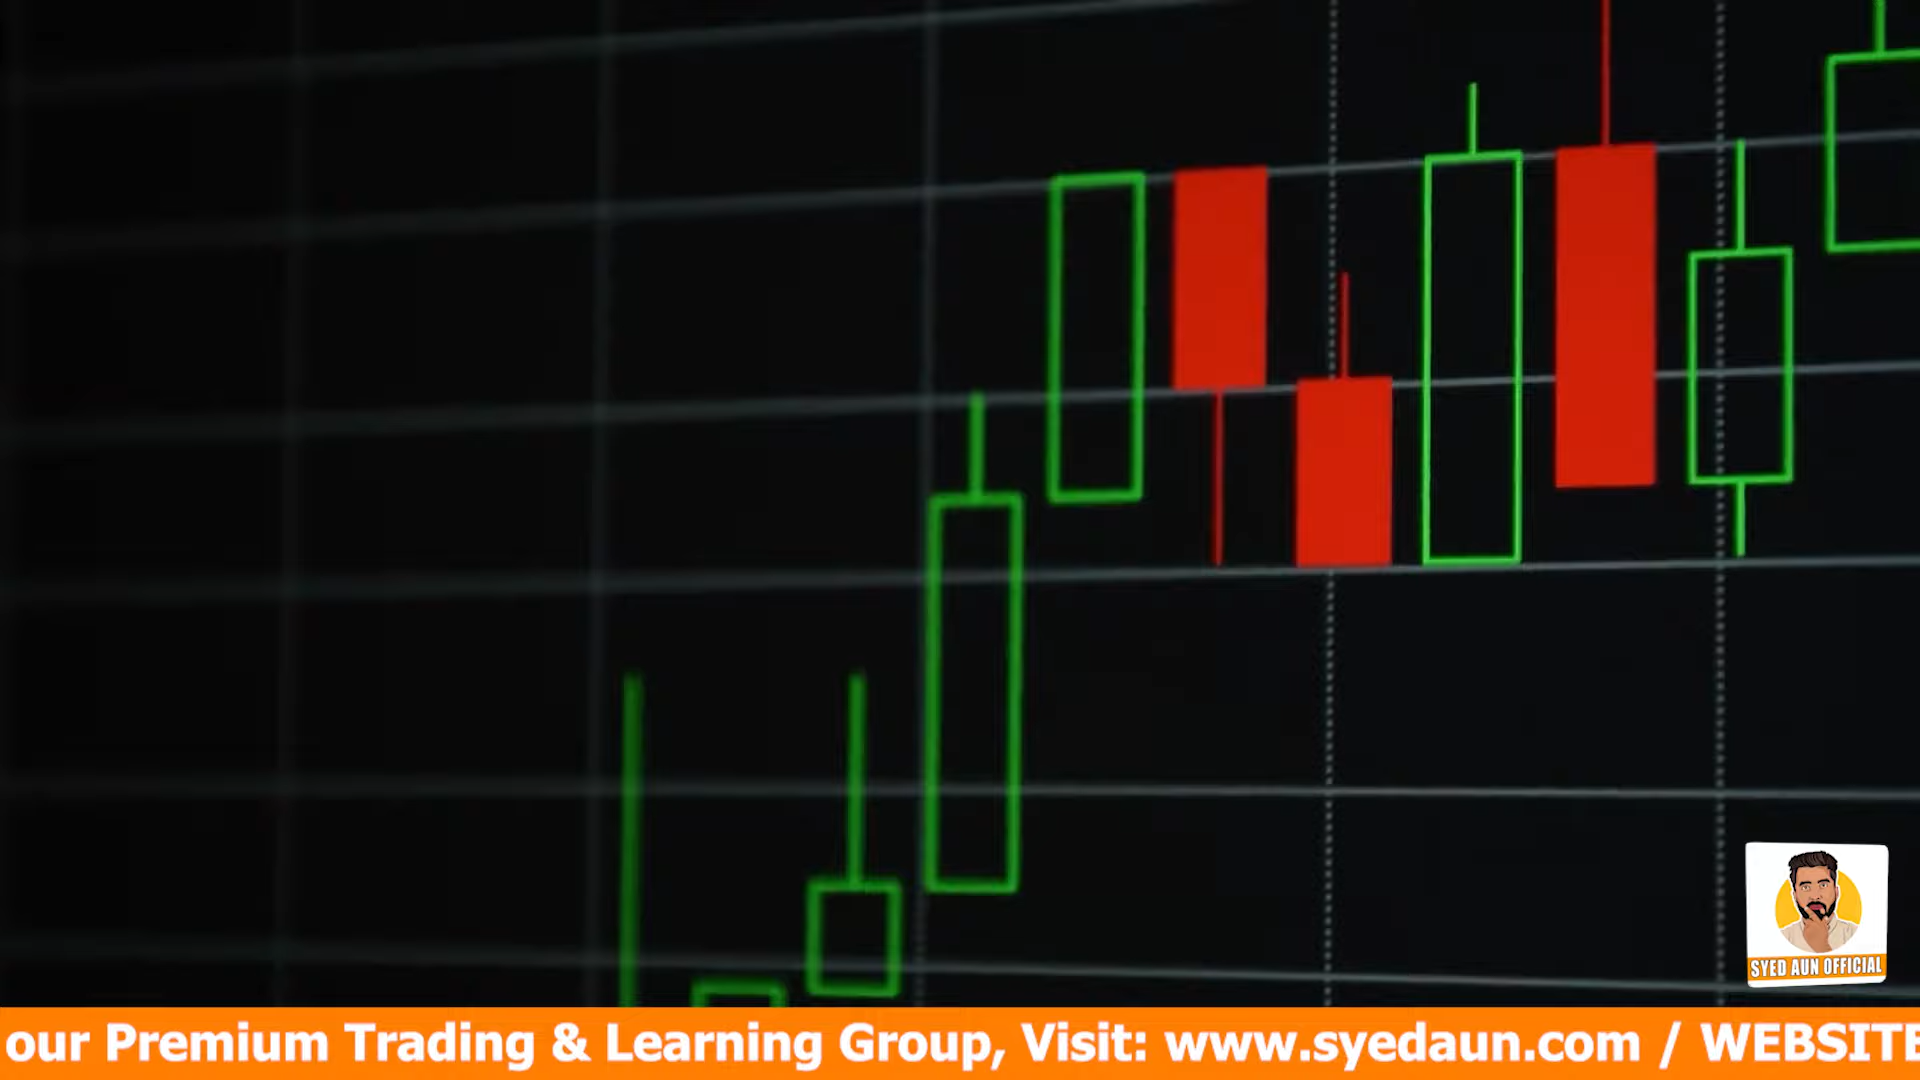 SYED AUN OFFICIAL
our Premium Trading & Learning Group, Visit: www.syedaun.com / WEBSITE